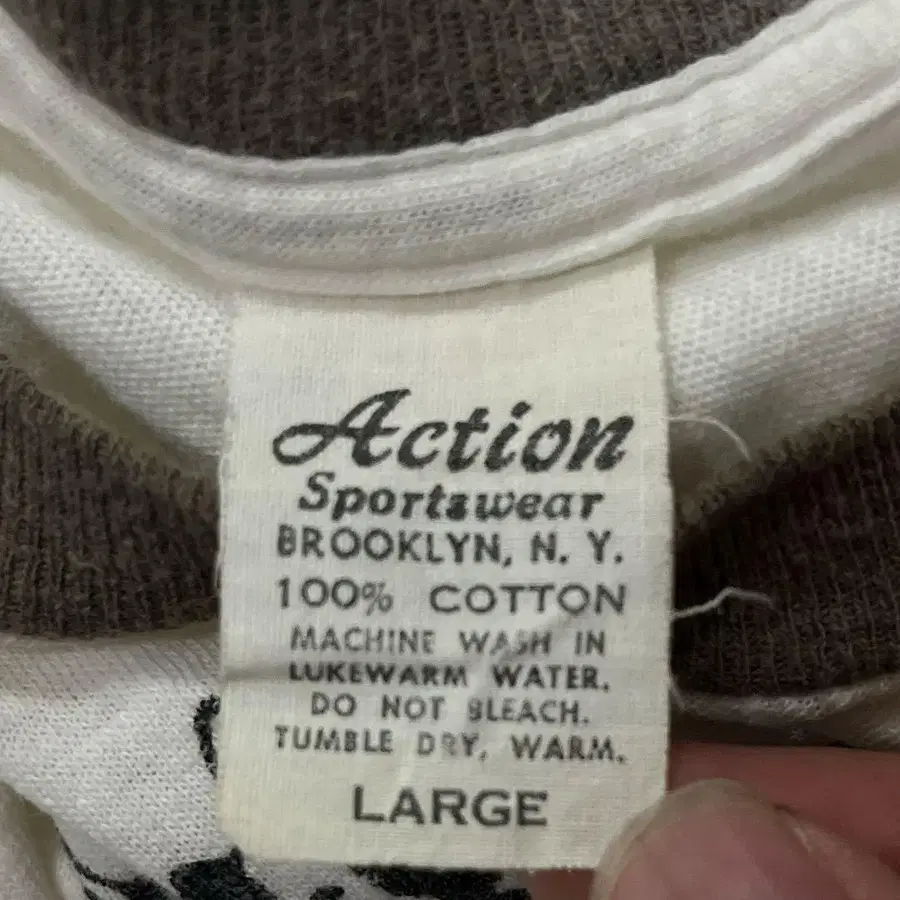 Action
Sportswear
BROOKLYN, N. Y.
100% COTTON
MACHINE WASH IN
LUKEWARM WATER.
DO NOT BLEACH.
TUMBLE DRY, WARM.
LARGE